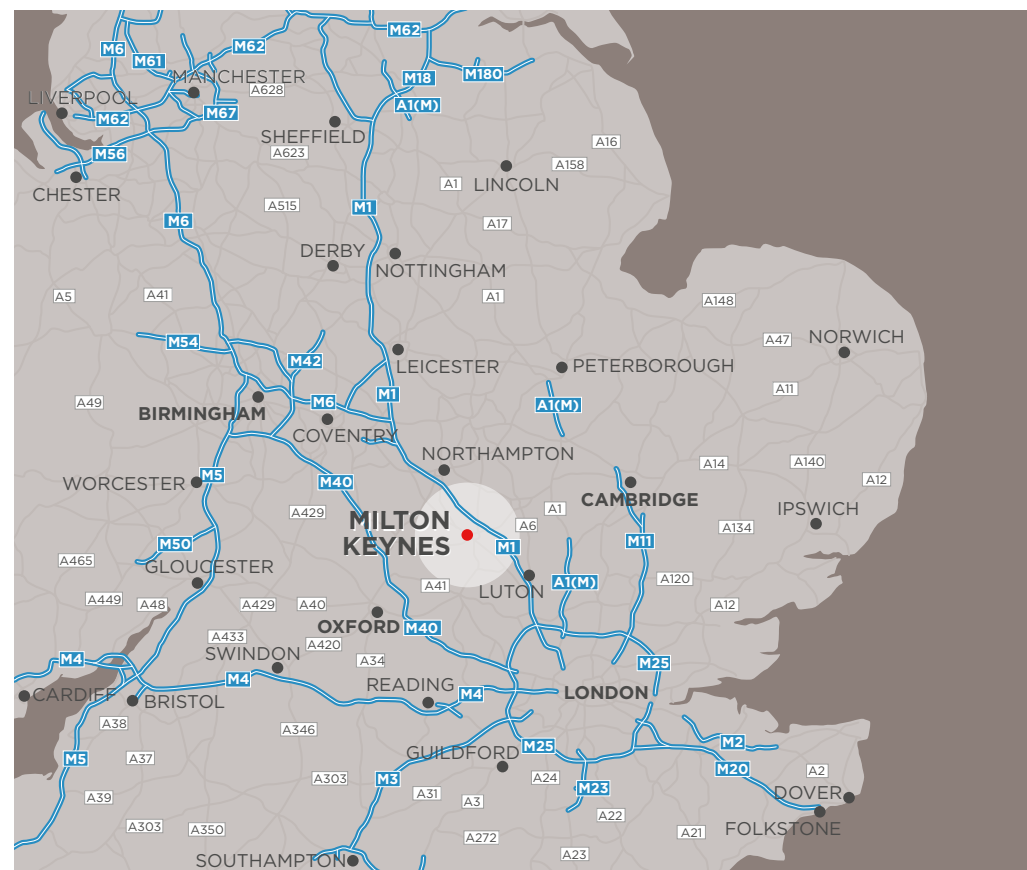 M62
M6
M62
M61
MANCHESTER
M18
M180
A628
LIVERPOOL
A1(M)
M67
M62
SHEFFIELD
A16
A623
M56
A158
A1
LINCOLN
CHESTER
A515
M1
M6
A17
DERBY
NOTTINGHAM
A5
A41
A1
A148
M54
A47
NORWICH
M42
LEICESTER
PETERBOROUGH
A11
M1
A49
M6
A1(M)
BIRMINGHAM
COVENTRY
NORTHAMPTON
A14
A140
M5
A12
WORCESTER
M40
CAMBRIDGE
A429
A1
IPSWICH
MILTON
KEYNES
A6
A134
M50
M1
M11
A465
GLOUCESTER
A1(M)
A120
A41
LUTON
A449
A48
A429
A40
A12
OXFORD
M40
A433
A420
SWINDON
A34
M4
M25
M4
READING
M4
LONDON
CARDIFF
BRISTOL
A38
A346
M25
M2
GUILDFORD
M5
A37
M20
A2
A303
M3
A24
M23
DOVER
A39
A31
A3
A22
A303
A350
FOLKSTONE
A272
A21
A23
SOUTHAMPTON